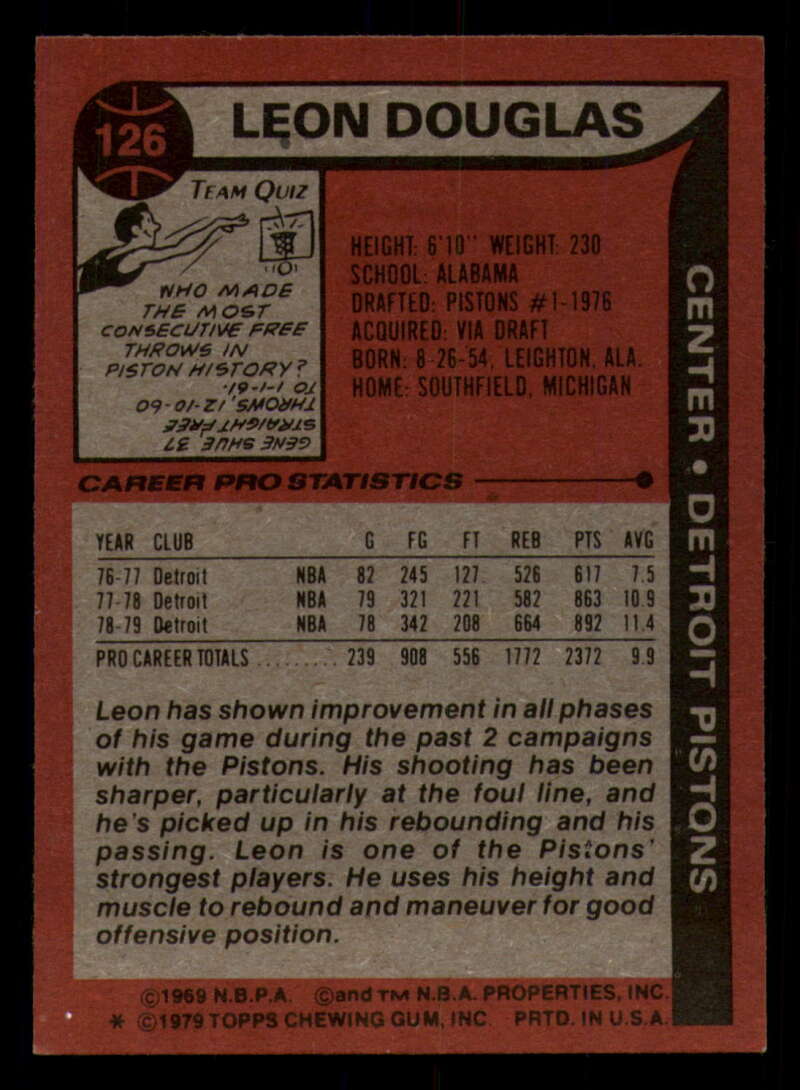 126
LEON DOUGLAS
TEAM QUIZ
WHO MADE
THE MOST
CONSECUTIVE FREE
THROWS IN
PISTON HISTORY?
GENE SHUE 37
STRAIGHT FREE
THROWS, 12-10-60
TO 1-1-61.
HEIGHT: 6'10" WEIGHT: 230
SCHOOL: ALABAMA
DRAFTED: PISTONS #1-1976
ACQUIRED: VIA DRAFT
BORN: 8-26-54, LEIGHTON, ALA.
HOME: SOUTHFIELD, MICHIGAN
CENTER • DETROIT PISTONS
CAREER PRO STATISTICS
YEAR CLUB G FG FT REB PTS AVG
76-77 Detroit NBA 82 245 127 526 617 7.5
77-78 Detroit NBA 79 321 221 582 863 10.9
78-79 Detroit NBA 78 342 208 664 892 11.4
PRO CAREER TOTALS ......... 239 908 556 1772 2372 9.9
Leon has shown improvement in all phases
of his game during the past 2 campaigns
with the Pistons. His shooting has been
sharper, particularly at the foul line, and
he's picked up in his rebounding and his
passing. Leon is one of the Pistons'
strongest players. He uses his height and
muscle to rebound and maneuver for good
offensive position.
©1969 N.B.P.A. ©and TM N.B.A. PROPERTIES, INC.
* ©1979 TOPPS CHEWING GUM, INC. PRTD. IN U.S.A.